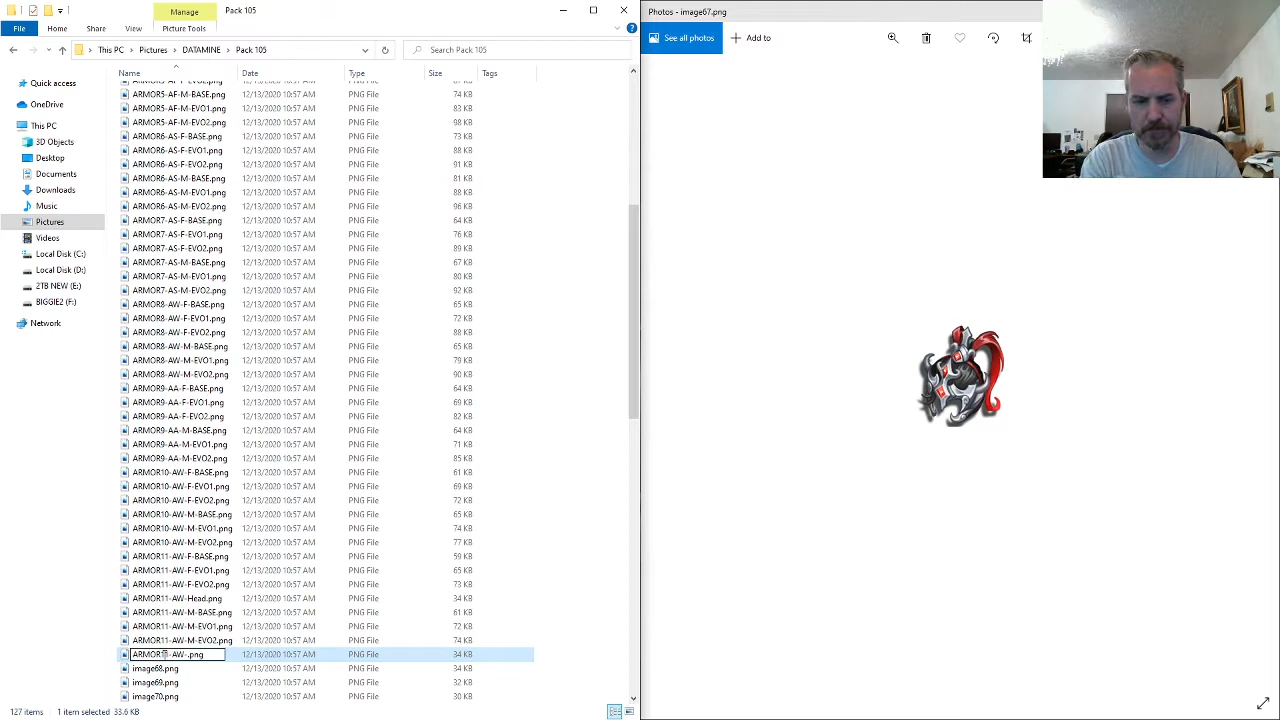 Manage
Pack 105
File
Home
Share
View
Picture Tools
This PC
Pictures
DATAMINE
Pack 105
Search Pack 105
Quick access
OneDrive
This PC
3D Objects
Desktop
Documents
Downloads
Music
Pictures
Videos
Local Disk (C:)
Local Disk (D:)
2TB NEW (E:)
BIGGIE2 (F:)
Network
Name Date Type Size Tags
ARMOR5-AF-M-BASE.png 12/13/2020 10:57 AM PNG File 74 KB
ARMOR5-AF-M-EVO1.png 12/13/2020 10:57 AM PNG File 83 KB
ARMOR5-AF-M-EVO2.png 12/13/2020 10:57 AM PNG File 98 KB
ARMOR6-AS-F-BASE.png 12/13/2020 10:57 AM PNG File 73 KB
ARMOR6-AS-F-EVO1.png 12/13/2020 10:57 AM PNG File 88 KB
ARMOR6-AS-F-EVO2.png 12/13/2020 10:57 AM PNG File 91 KB
ARMOR6-AS-M-BASE.png 12/13/2020 10:57 AM PNG File 81 KB
ARMOR6-AS-M-EVO1.png 12/13/2020 10:57 AM PNG File 88 KB
ARMOR6-AS-M-EVO2.png 12/13/2020 10:57 AM PNG File 96 KB
ARMOR7-AS-F-BASE.png 12/13/2020 10:57 AM PNG File 64 KB
ARMOR7-AS-F-EVO1.png 12/13/2020 10:57 AM PNG File 76 KB
ARMOR7-AS-F-EVO2.png 12/13/2020 10:57 AM PNG File 89 KB
ARMOR7-AS-M-BASE.png 12/13/2020 10:57 AM PNG File 67 KB
ARMOR7-AS-M-EVO1.png 12/13/2020 10:57 AM PNG File 80 KB
ARMOR7-AS-M-EVO2.png 12/13/2020 10:57 AM PNG File 92 KB
ARMOR8-AW-F-BASE.png 12/13/2020 10:57 AM PNG File 65 KB
ARMOR8-AW-F-EVO1.png 12/13/2020 10:57 AM PNG File 72 KB
ARMOR8-AW-F-EVO2.png 12/13/2020 10:57 AM PNG File 88 KB
ARMOR8-AW-M-BASE.png 12/13/2020 10:57 AM PNG File 65 KB
ARMOR8-AW-M-EVO1.png 12/13/2020 10:57 AM PNG File 79 KB
ARMOR8-AW-M-EVO2.png 12/13/2020 10:57 AM PNG File 90 KB
ARMOR9-AA-F-BASE.png 12/13/2020 10:57 AM PNG File 64 KB
ARMOR9-AA-F-EVO1.png 12/13/2020 10:57 AM PNG File 69 KB
ARMOR9-AA-F-EVO2.png 12/13/2020 10:57 AM PNG File 82 KB
ARMOR9-AA-M-BASE.png 12/13/2020 10:57 AM PNG File 64 KB
ARMOR9-AA-M-EVO1.png 12/13/2020 10:57 AM PNG File 71 KB
ARMOR9-AA-M-EVO2.png 12/13/2020 10:57 AM PNG File 85 KB
ARMOR10-AW-F-BASE.png 12/13/2020 10:57 AM PNG File 61 KB
ARMOR10-AW-F-EVO1.png 12/13/2020 10:57 AM PNG File 69 KB
ARMOR10-AW-F-EVO2.png 12/13/2020 10:57 AM PNG File 72 KB
ARMOR10-AW-M-BASE.png 12/13/2020 10:57 AM PNG File 65 KB
ARMOR10-AW-M-EVO1.png 12/13/2020 10:57 AM PNG File 74 KB
ARMOR10-AW-M-EVO2.png 12/13/2020 10:57 AM PNG File 77 KB
ARMOR11-AW-F-BASE.png 12/13/2020 10:57 AM PNG File 59 KB
ARMOR11-AW-F-EVO1.png 12/13/2020 10:57 AM PNG File 65 KB
ARMOR11-AW-F-EVO2.png 12/13/2020 10:57 AM PNG File 73 KB
ARMOR11-AW-Head.png 12/13/2020 10:57 AM PNG File 34 KB
ARMOR11-AW-M-BASE.png 12/13/2020 10:57 AM PNG File 61 KB
ARMOR11-AW-M-EVO1.png 12/13/2020 10:57 AM PNG File 72 KB
ARMOR11-AW-M-EVO2.png 12/13/2020 10:57 AM PNG File 74 KB
12/13/2020 10:57 AM PNG File 34 KB
image68.png 12/13/2020 10:57 AM PNG File 34 KB
image69.png 12/13/2020 10:57 AM PNG File 32 KB
image70.png 12/13/2020 10:57 AM PNG File 30 KB
127 items 1 item selected 33.6 KB
Photos - image67.png
See all photos
Add to